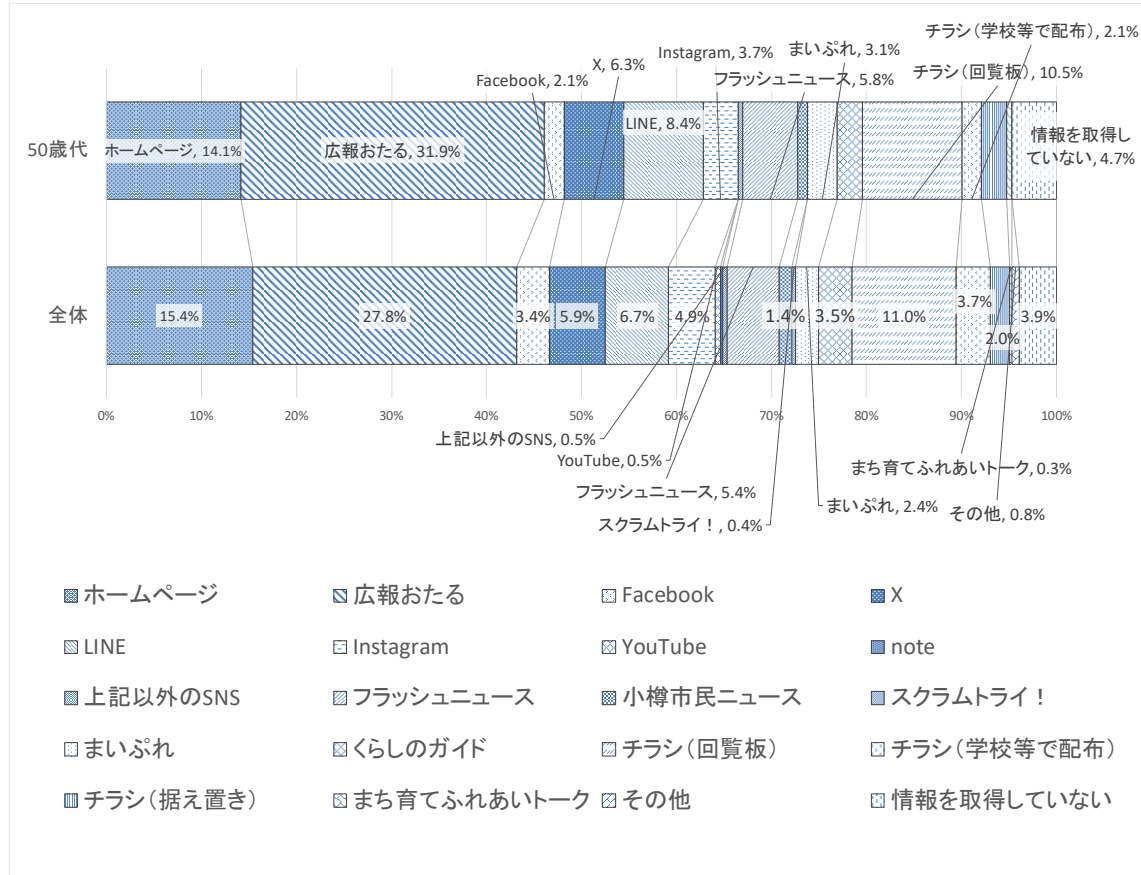 チラシ（学校等で配布）, 2.1%
Instagram, 3.7%
まいぷれ, 3.1%
X, 6.3%
Facebook, 2.1%
フラッシュニュース, 5.8%
チラシ（回覧板）, 10.5%
50歳代
ホームページ, 14.1%
広報おたる, 31.9%
LINE, 8.4%
情報を取得し
ていない, 4.7%
全体
15.4%
27.8%
3.4%
5.9%
6.7%
4.9%
1.4%
3.5%
11.0%
3.7%
2.0%
3.9%
0%
10%
20%
30%
40%
50%
60%
70%
80%
90%
100%
上記以外のSNS, 0.5%
YouTube, 0.5%
フラッシュニュース, 5.4%
スクラムトライ！, 0.4%
まいぷれ, 2.4%
まち育てふれあいトーク, 0.3%
その他, 0.8%
ホームページ
広報おたる
Facebook
X
LINE
Instagram
YouTube
note
上記以外のSNS
フラッシュニュース
小樽市民ニュース
スクラムトライ！
まいぷれ
くらしのガイド
チラシ（回覧板）
チラシ（学校等で配布）
チラシ（据え置き）
まち育てふれあいトーク
その他
情報を取得していない